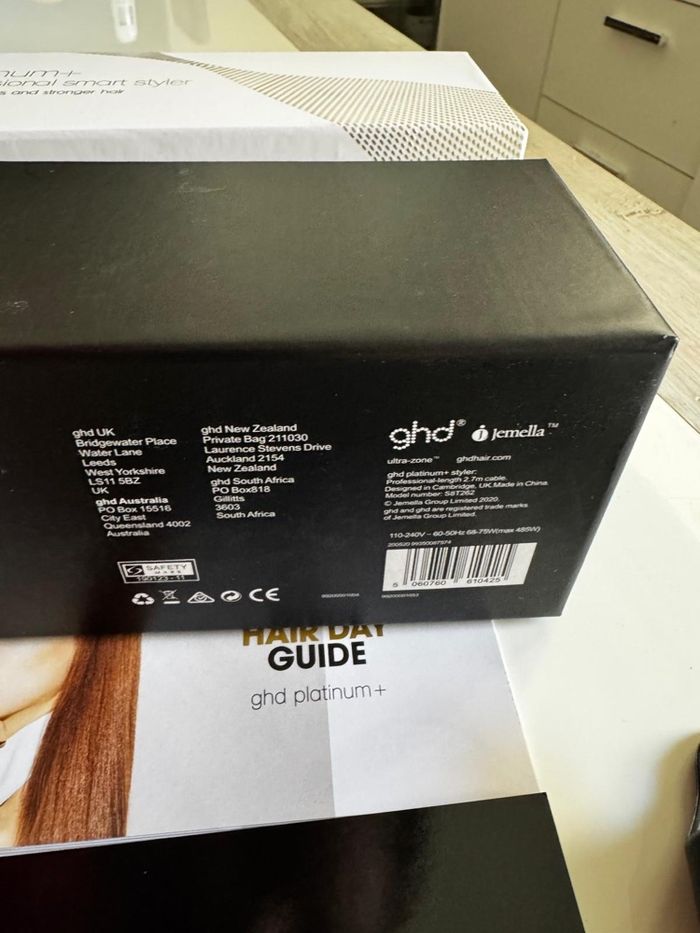 sional smart styler
and stronger hair
ghd UK
Bridgewater Place
Water Lane
Leeds
West Yorkshire
LS11 5BZ
UK
ghd Australia
PO Box 15516
City East
Queensland 4002
Australia
ghd New Zealand
Private Bag 211030
Laurence Stevens Drive
Auckland 2154
New Zealand
ghd South Africa
PO Box818
Gillitts
3603
South Africa
ghd® jemella™
ultra-zone™ ghdhair.com
ghd platinum+ styler:
Professional-length 2.7m cable.
Designed in Cambridge, UK. Made in China.
Model number: S8T262
© Jemella Group Limited 2020.
ghd and ghd are registered trade marks
of Jemella Group Limited.
110-240V ~ 60-50Hz 68-75W(max 485W)
5 060760 610425
SAFETY
MARK
190123-11
CE
HAIR DAY
GUIDE
ghd platinum+